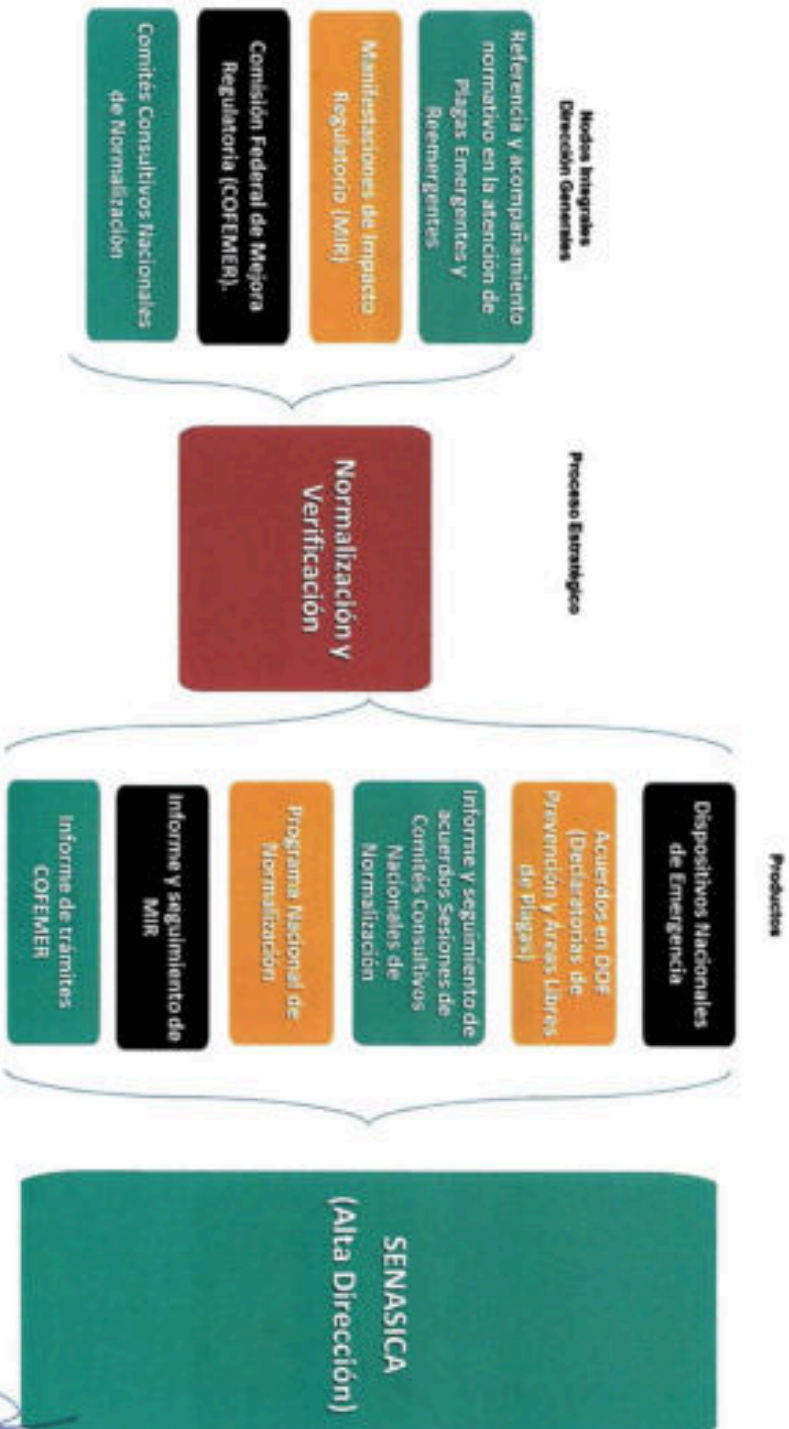 Nodos Integrales
Dirección Generales
Referencia y acompañamiento
normativo en la atención de
Plagas Emergentes y
Reemergentes
Manifestaciones de Impacto
Regulatorio (MIR)
Comisión Federal de Mejora
Regulatoria (COFEMER).
Comités Consultivos Nacionales
de Normalización
Proceso Estratégico
Normalización y
Verificación
Productos
Dispositivos Nacionales
de Emergencia
Acuerdos en DOF
(Declaratorias de
Prevención y Áreas Libres
de Plagas)
Informe y seguimiento de
acuerdos Sesiones de
Comités Consultivos
Nacionales de
Normalización
Programa Nacional de
Normalización
Informe y seguimiento de
MIR
Informe de trámites
COFEMER
SENASICA
(Alta Dirección)